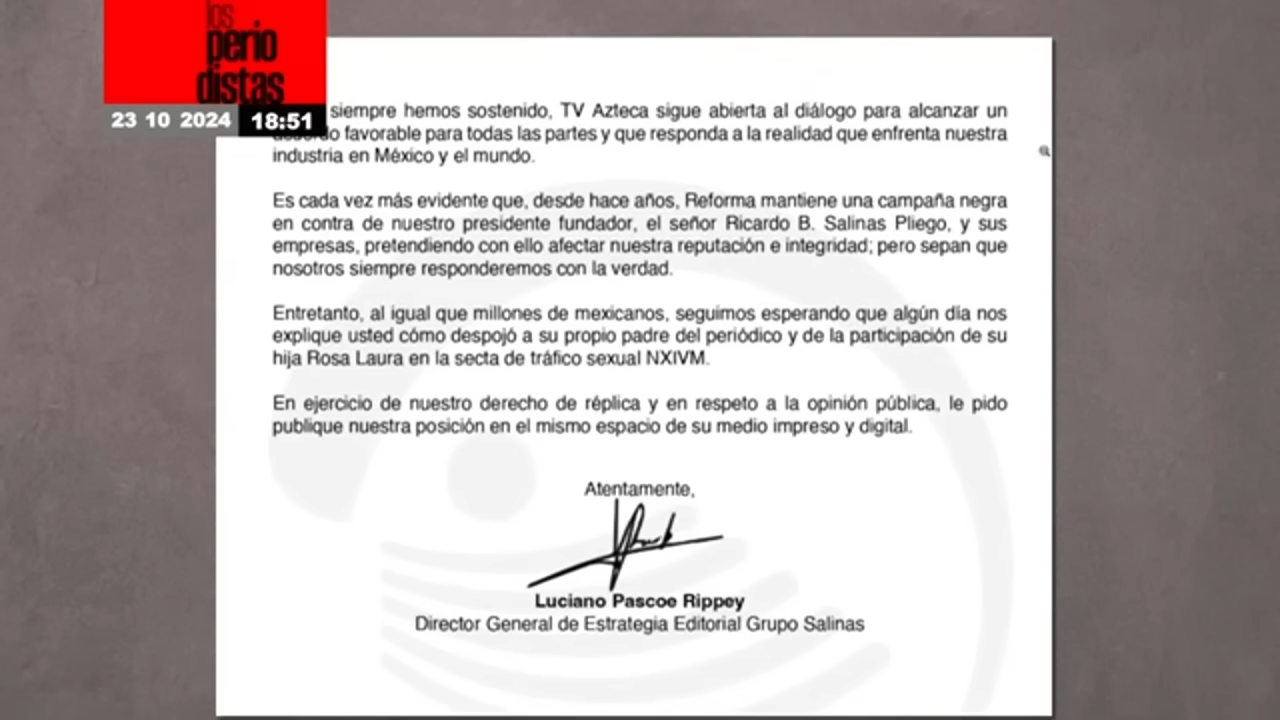 los
perio
distas
23 10 2024 18:51
siempre hemos sostenido, TV Azteca sigue abierta al diálogo para alcanzar un
favorable para todas las partes y que responda a la realidad que enfrenta nuestra
industria en México y el mundo.
Es cada vez más evidente que, desde hace años, Reforma mantiene una campaña negra
en contra de nuestro presidente fundador, el señor Ricardo B. Salinas Pliego, y sus
empresas, pretendiendo con ello afectar nuestra reputación e integridad; pero sepan que
nosotros siempre responderemos con la verdad.
Entretanto, al igual que millones de mexicanos, seguimos esperando que algún día nos
explique usted cómo despojó a su propio padre del periódico y de la participación de su
hija Rosa Laura en la secta de tráfico sexual NXIVM.
En ejercicio de nuestro derecho de réplica y en respeto a la opinión pública, le pido
publique nuestra posición en el mismo espacio de su medio impreso y digital.
Atentamente,
Luciano Pascoe Rippey
Director General de Estrategia Editorial Grupo Salinas